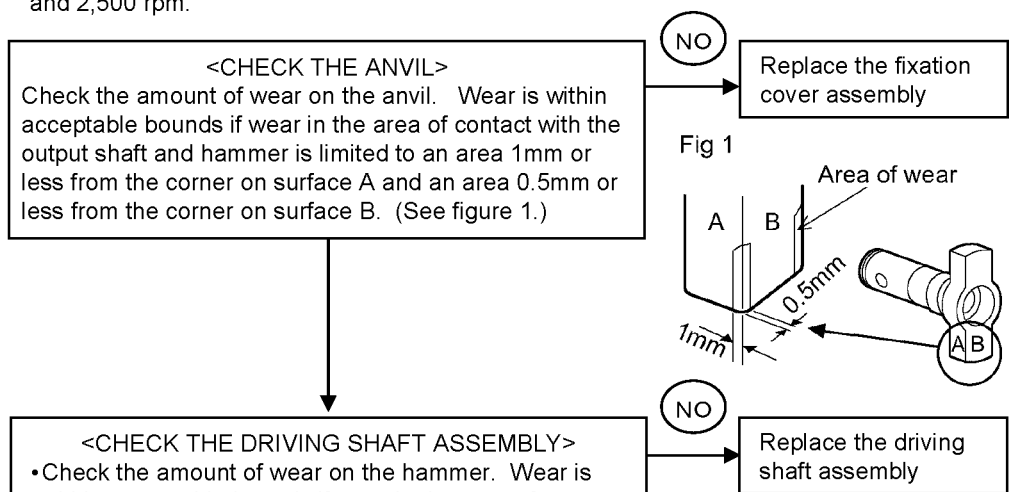 and 2,500 rpm.
<CHECK THE ANVIL>
Check the amount of wear on the anvil. Wear is within
acceptable bounds if wear in the area of contact with the
output shaft and hammer is limited to an area 1mm or
less from the corner on surface A and an area 0.5mm or
less from the corner on surface B. (See figure 1.)
NO
Replace the fixation
cover assembly
Fig 1
Area of wear
A
B
0.5mm
1mm
A B
<CHECK THE DRIVING SHAFT ASSEMBLY>
•Check the amount of wear on the hammer. Wear is
NO
Replace the driving
shaft assembly